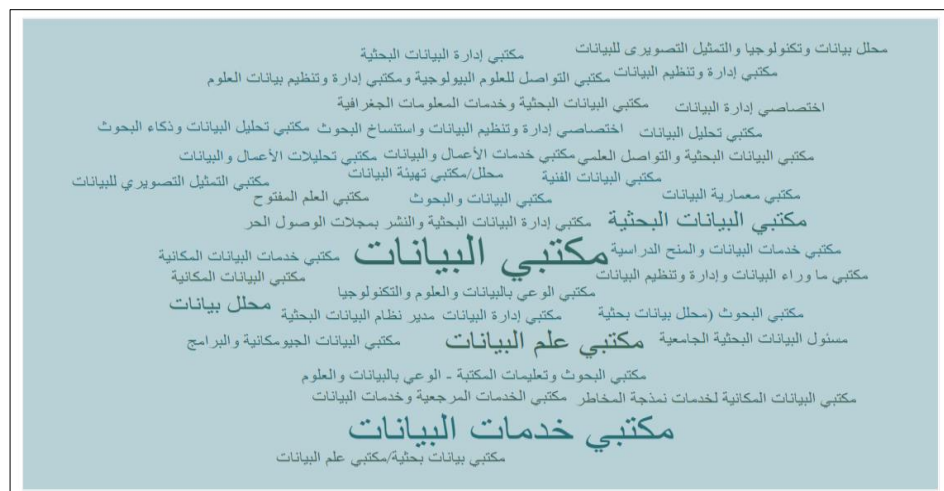 محلل بيانات وتكنولوجيا والتمثيل التصويرى للبيانات
مكتبي إدارة البيانات البحثية
مكتبي إدارة وتنظيم البيانات
مكتبي التواصل للعلوم البيولوجية ومكتبي إدارة وتنظيم بيانات العلوم
اختصاصي إدارة البيانات
مكتبي البيانات البحثية وخدمات المعلومات الجغرافية
مكتبي تحليل البيانات
اختصاصي إدارة وتنظيم البيانات واستنساخ البحوث
مكتبي تحليل البيانات وذكاء البحوث
مكتبي البيانات البحثية والتواصل العلمي
مكتبي خدمات الأعمال والبيانات
مكتبي تحليلات الأعمال والبيانات
مكتبي البيانات الفنية
محلل/مكتبي تهيئة البيانات
مكتبي التمثيل التصويري للبيانات
مكتبي معمارية البيانات
مكتبي البيانات والبحوث
مكتبي العلم المفتوح
مكتبي البيانات البحثية
مكتبي إدارة البيانات البحثية والنشر بمجلات الوصول الحر
مكتبي خدمات البيانات والمنح الدراسية
مكتبي البيانات
مكتبي خدمات البيانات المكانية
مكتبي ما وراء البيانات وإدارة وتنظيم البيانات
مكتبي البيانات المكانية
مكتبي الوعي بالبيانات والعلوم والتكنولوجيا
محلل بيانات
مكتبي البحوث (محلل بيانات بحثية
مكتبي إدارة البيانات
مدير نظام البيانات البحثية
مسئول البيانات البحثية الجامعية
مكتبي علم البيانات
مكتبي البيانات الجيومكانية والبرامج
مكتبي البحوث وتعليمات المكتبة - الوعي بالبيانات والعلوم
مكتبي البيانات المكانية لخدمات نمذجة المخاطر
مكتبي الخدمات المرجعية وخدمات البيانات
مكتبي خدمات البيانات
مكتبي بيانات بحثية/مكتبي علم البيانات